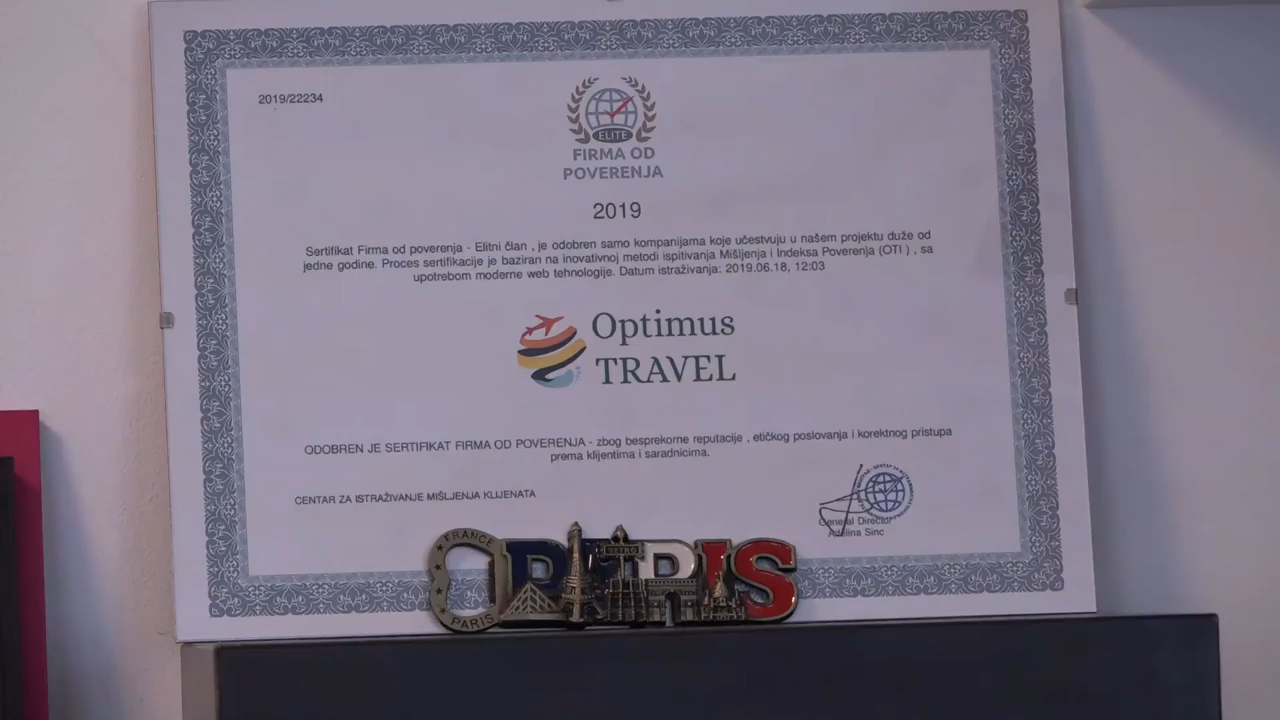 2019/22234
ELITE
FIRMA OD
POVERENJA
2019
Sertifikat Firma od poverenja - Elitni član , je odobren samo kompanijama koje učestvuju u našem projektu duže od
jedne godine. Proces sertifikacije je baziran na inovativnoj metodi ispitivanja Mišljenja i Indeksa Poverenja (OTI ) , sa
upotrebom moderne web tehnologije. Datum istraživanja: 2019.06.18, 12:03
Optimus
TRAVEL
ODOBREN JE SERTIFIKAT FIRMA OD POVERENJA - zbog besprekorne reputacije , etičkog poslovanja i korektnog pristupa
prema klijentima i saradnicima.
CENTAR ZA ISTRAŽIVANJE MIŠLJENJA KLIJENATA
General Director
Adelina Sinc
FRANCE
PARIS
METRO
PARIS